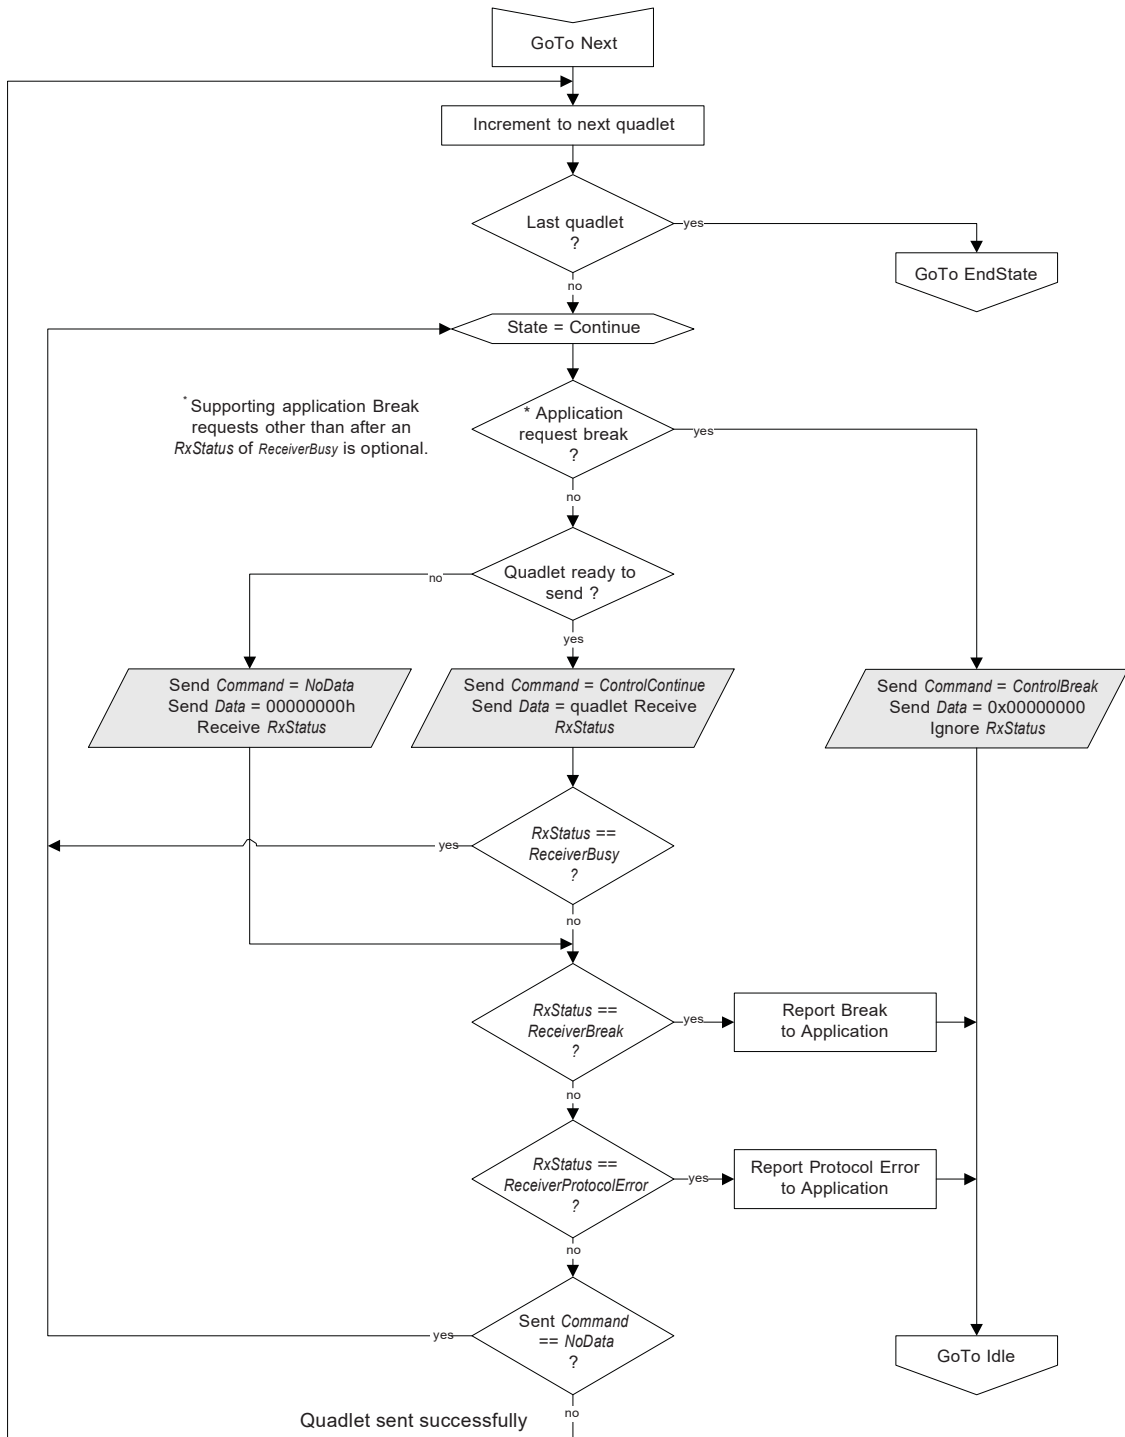 GoTo Next
Increment to next quadlet
Last quadlet
?
yes
GoTo EndState
no
State = Continue
* Supporting application Break
requests other than after an
RxStatus of ReceiverBusy is optional.
* Application
request break
?
yes
no
Quadlet ready to
send ?
no
yes
Send Command = NoData
Send Data = 00000000h
Receive RxStatus
Send Command = ControlContinue
Send Data = quadlet Receive
RxStatus
Send Command = ControlBreak
Send Data = 0x00000000
Ignore RxStatus
RxStatus ==
ReceiverBusy
?
yes
no
RxStatus ==
ReceiverBreak
?
yes
Report Break
to Application
no
RxStatus ==
ReceiverProtocolError
?
yes
Report Protocol Error
to Application
no
Sent Command
== NoData
?
yes
GoTo Idle
no
Quadlet sent successfully